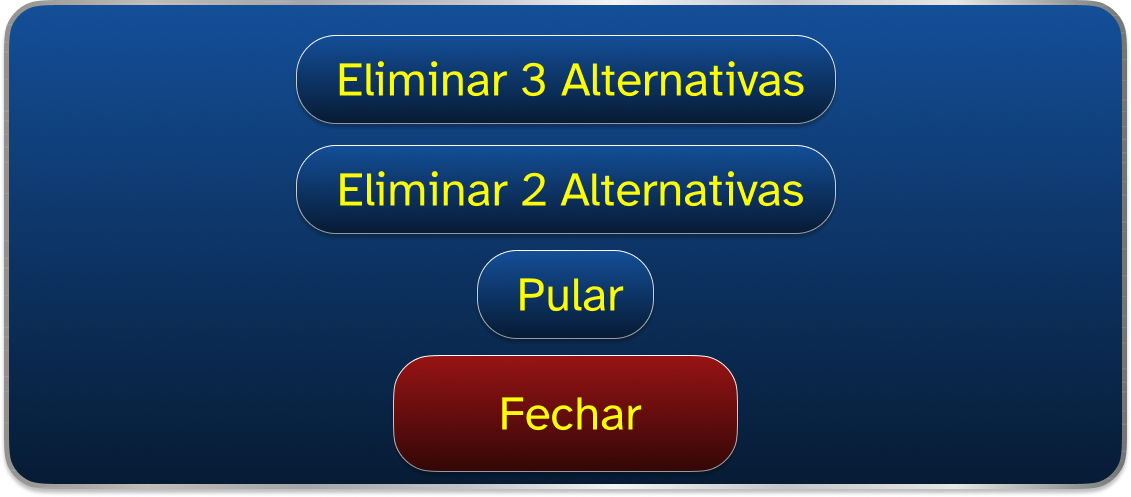 Eliminar 3 Alternativas
Eliminar 2 Alternativas
Pular
Fechar